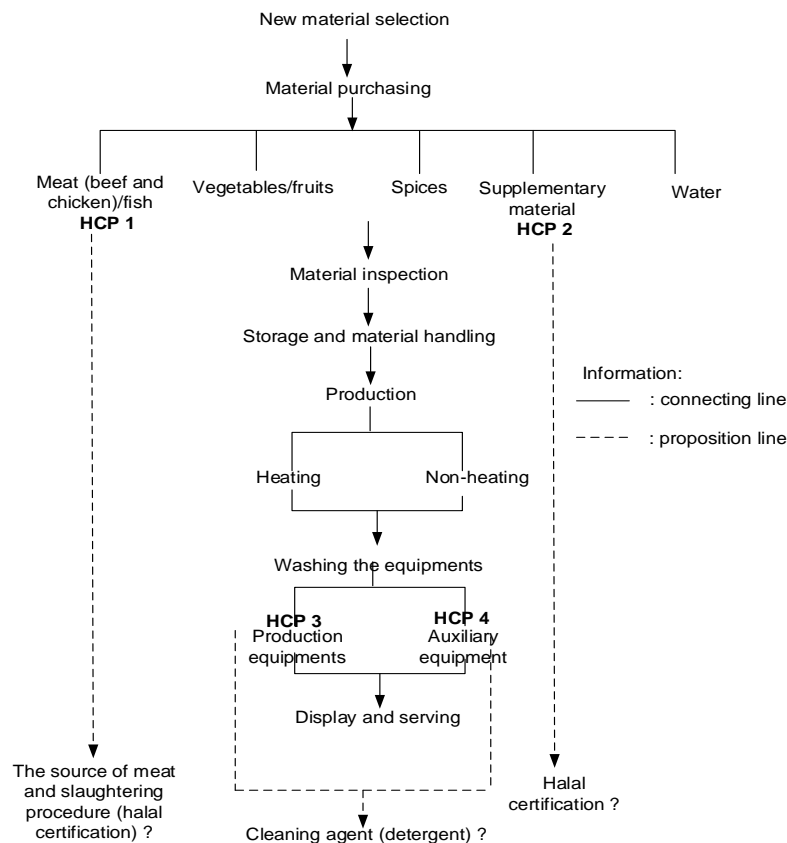 New material selection
Material purchasing
Meat (beef and
chicken)/fish
HCP 1
Vegetables/fruits
Spices
Supplementary
material
HCP 2
Water
Material inspection
Storage and material handling
Production
Information:
: connecting line
: proposition line
Heating
Non-heating
Washing the equipments
HCP 3
Production
equipments
HCP 4
Auxiliary
equipment
Display and serving
The source of meat
and slaughtering
procedure (halal
certification) ?
Halal
certification ?
Cleaning agent (detergent) ?